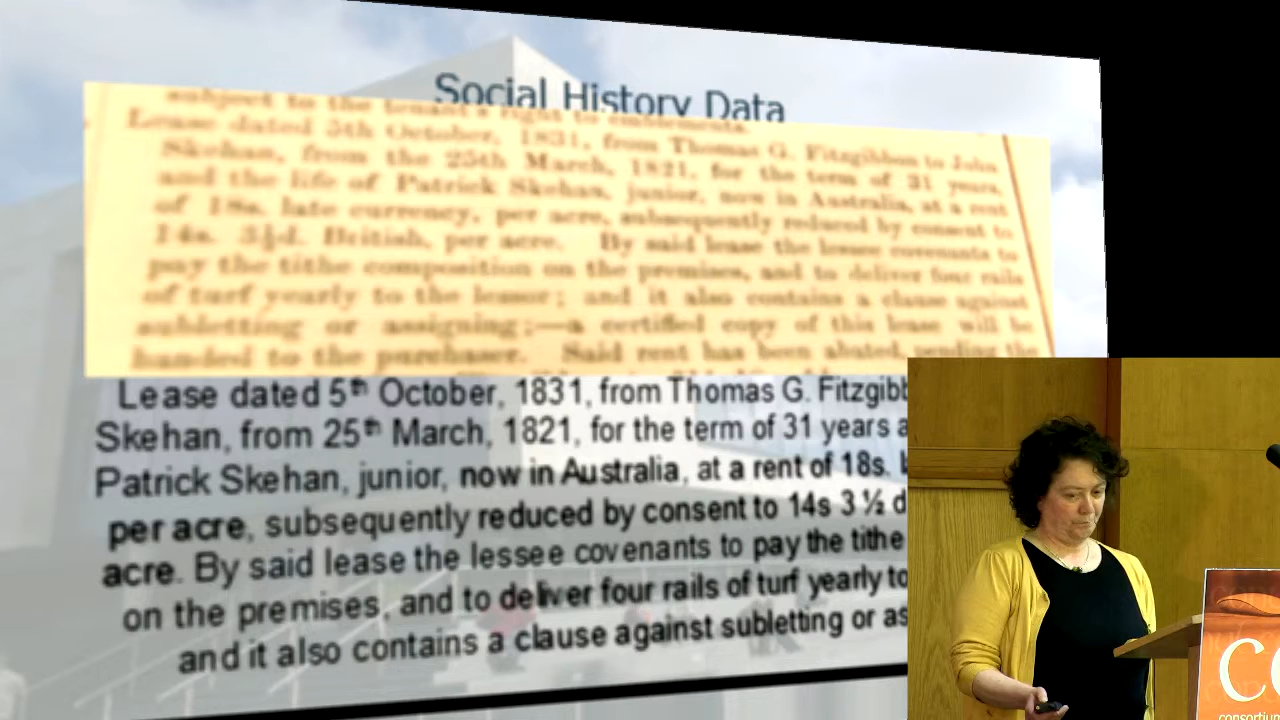 Social History Data
subject to the tenant's right to emblements.
Lease dated 5th October, 1831, from Thomas G. Fitzgibbon to John
Skehan, from the 25th March, 1821, for the term of 31 years,
and the life of Patrick Skehan, junior, now in Australia, at a rent
of 18s. late currency, per acre, subsequently reduced by consent to
14s. 3½d. British, per acre. By said lease the lessee covenants to
pay the tithe composition on the premises, and to deliver four rails
of turf yearly to the lessor; and it also contains a clause against
subletting or assigning;—a certified copy of this lease will be
handed to the purchaser. Said rent has been abated, pending the
Lease dated 5th October, 1831, from Thomas G. Fitzgibb
Skehan, from 25th March, 1821, for the term of 31 years a
Patrick Skehan, junior, now in Australia, at a rent of 18s. l
per acre, subsequently reduced by consent to 14s 3 ½ d
acre. By said lease the lessee covenants to pay the tithe
on the premises, and to deliver four rails of turf yearly to
and it also contains a clause against subletting or as
CO
consortium